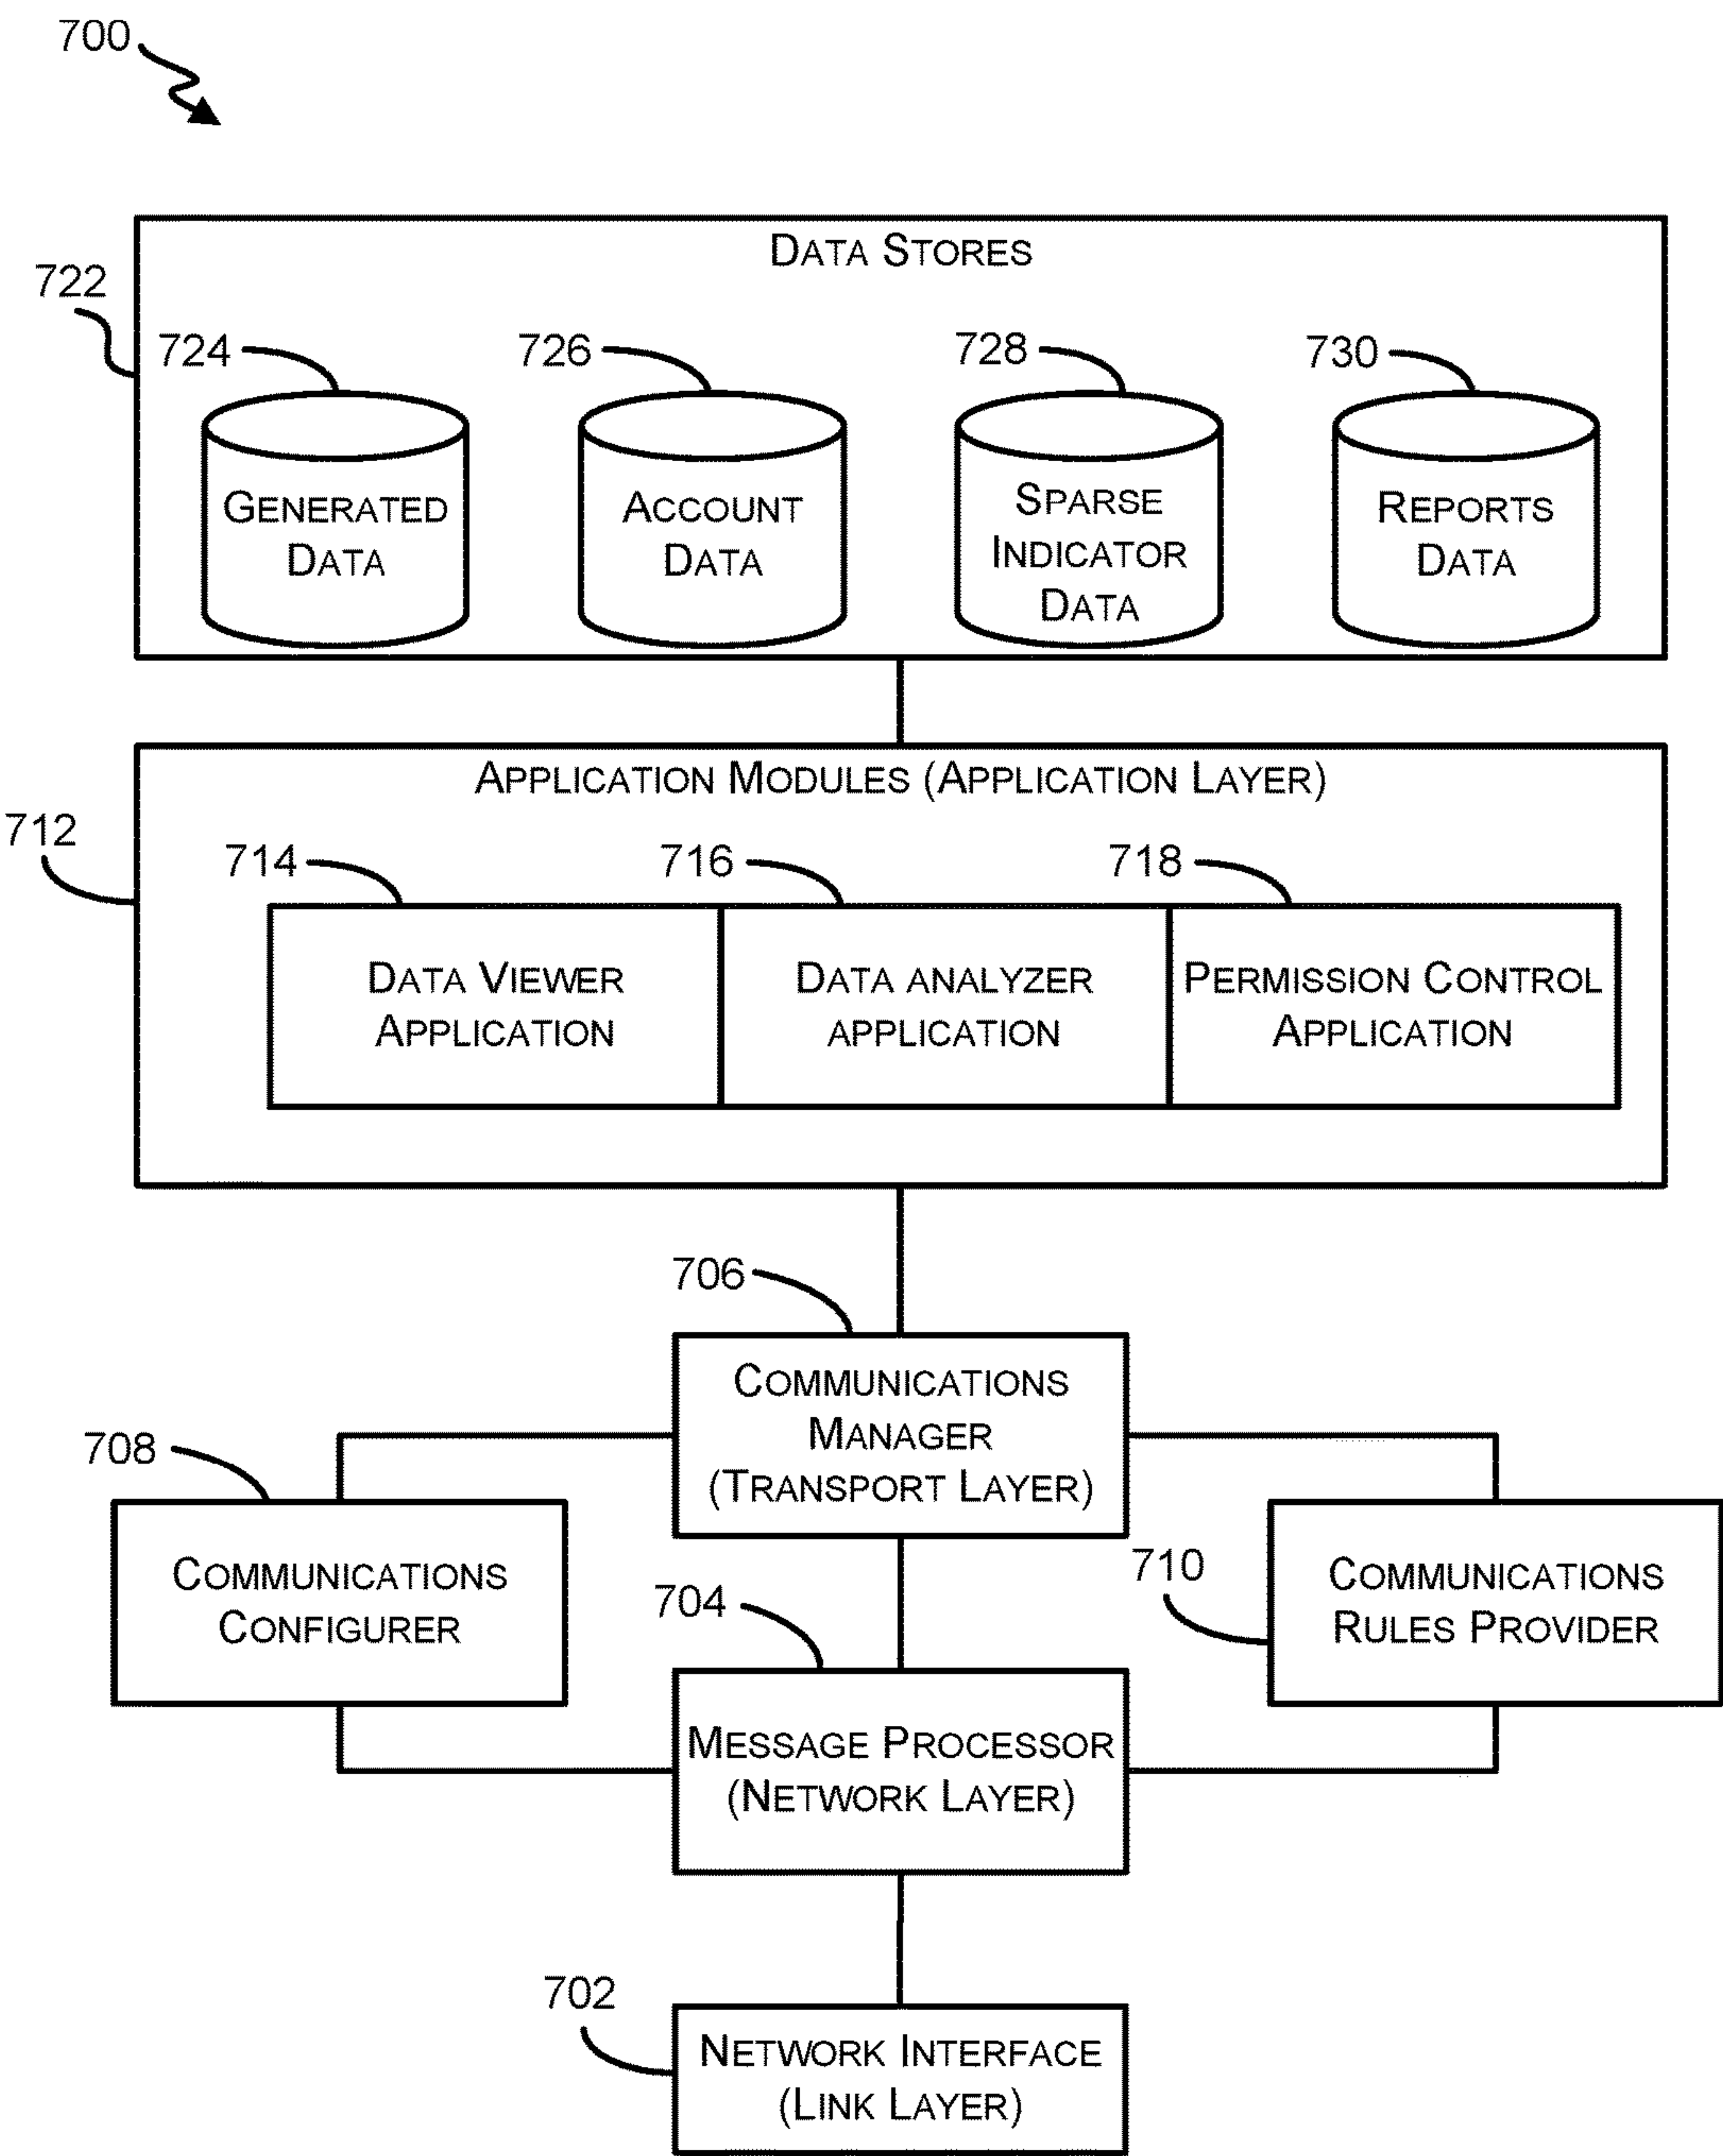 700
DATA STORES
722
724
726
728
730
GENERATED
DATA
ACCOUNT
DATA
SPARSE
INDICATOR
DATA
REPORTS
DATA
APPLICATION MODULES (APPLICATION LAYER)
712
714
716
718
DATA VIEWER
APPLICATION
DATA ANALYZER
APPLICATION
PERMISSION CONTROL
APPLICATION
706
COMMUNICATIONS
MANAGER
(TRANSPORT LAYER)
708
COMMUNICATIONS
CONFIGURER
710
COMMUNICATIONS
RULES PROVIDER
704
MESSAGE PROCESSOR
(NETWORK LAYER)
702
NETWORK INTERFACE
(LINK LAYER)